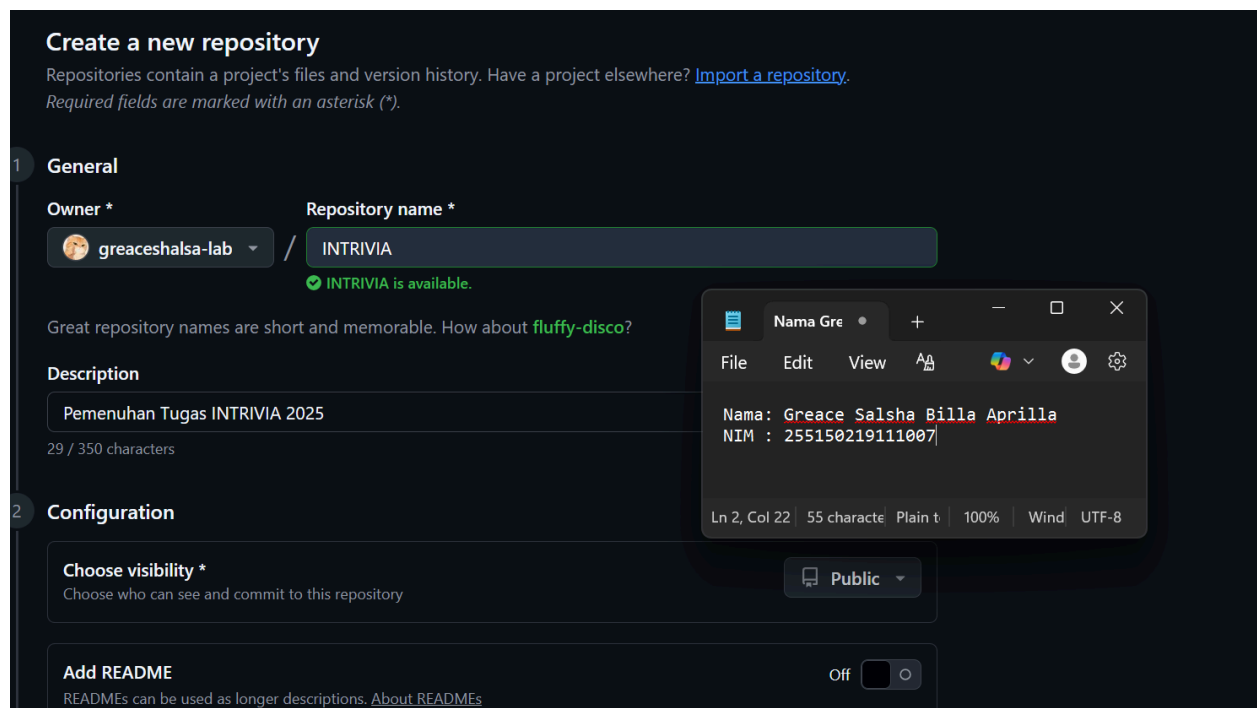 Create a new repository
Repositories contain a project's files and version history. Have a project elsewhere? Import a repository.
Required fields are marked with an asterisk (*).
1
General
Owner *
Repository name *
greaceshalsa-lab
/
INTRIVIA
INTRIVIA is available.
Great repository names are short and memorable. How about fluffy-disco?
Description
Pemenuhan Tugas INTRIVIA 2025
29 / 350 characters
2
Configuration
Choose visibility *
Choose who can see and commit to this repository
Public
Add README
READMEs can be used as longer descriptions. About READMEs
Off
Nama Gre
File Edit View
Nama: Greace Salsha Billa Aprilla
NIM : 255150219111007
Ln 2, Col 22 55 characte Plain t 100% Wind UTF-8